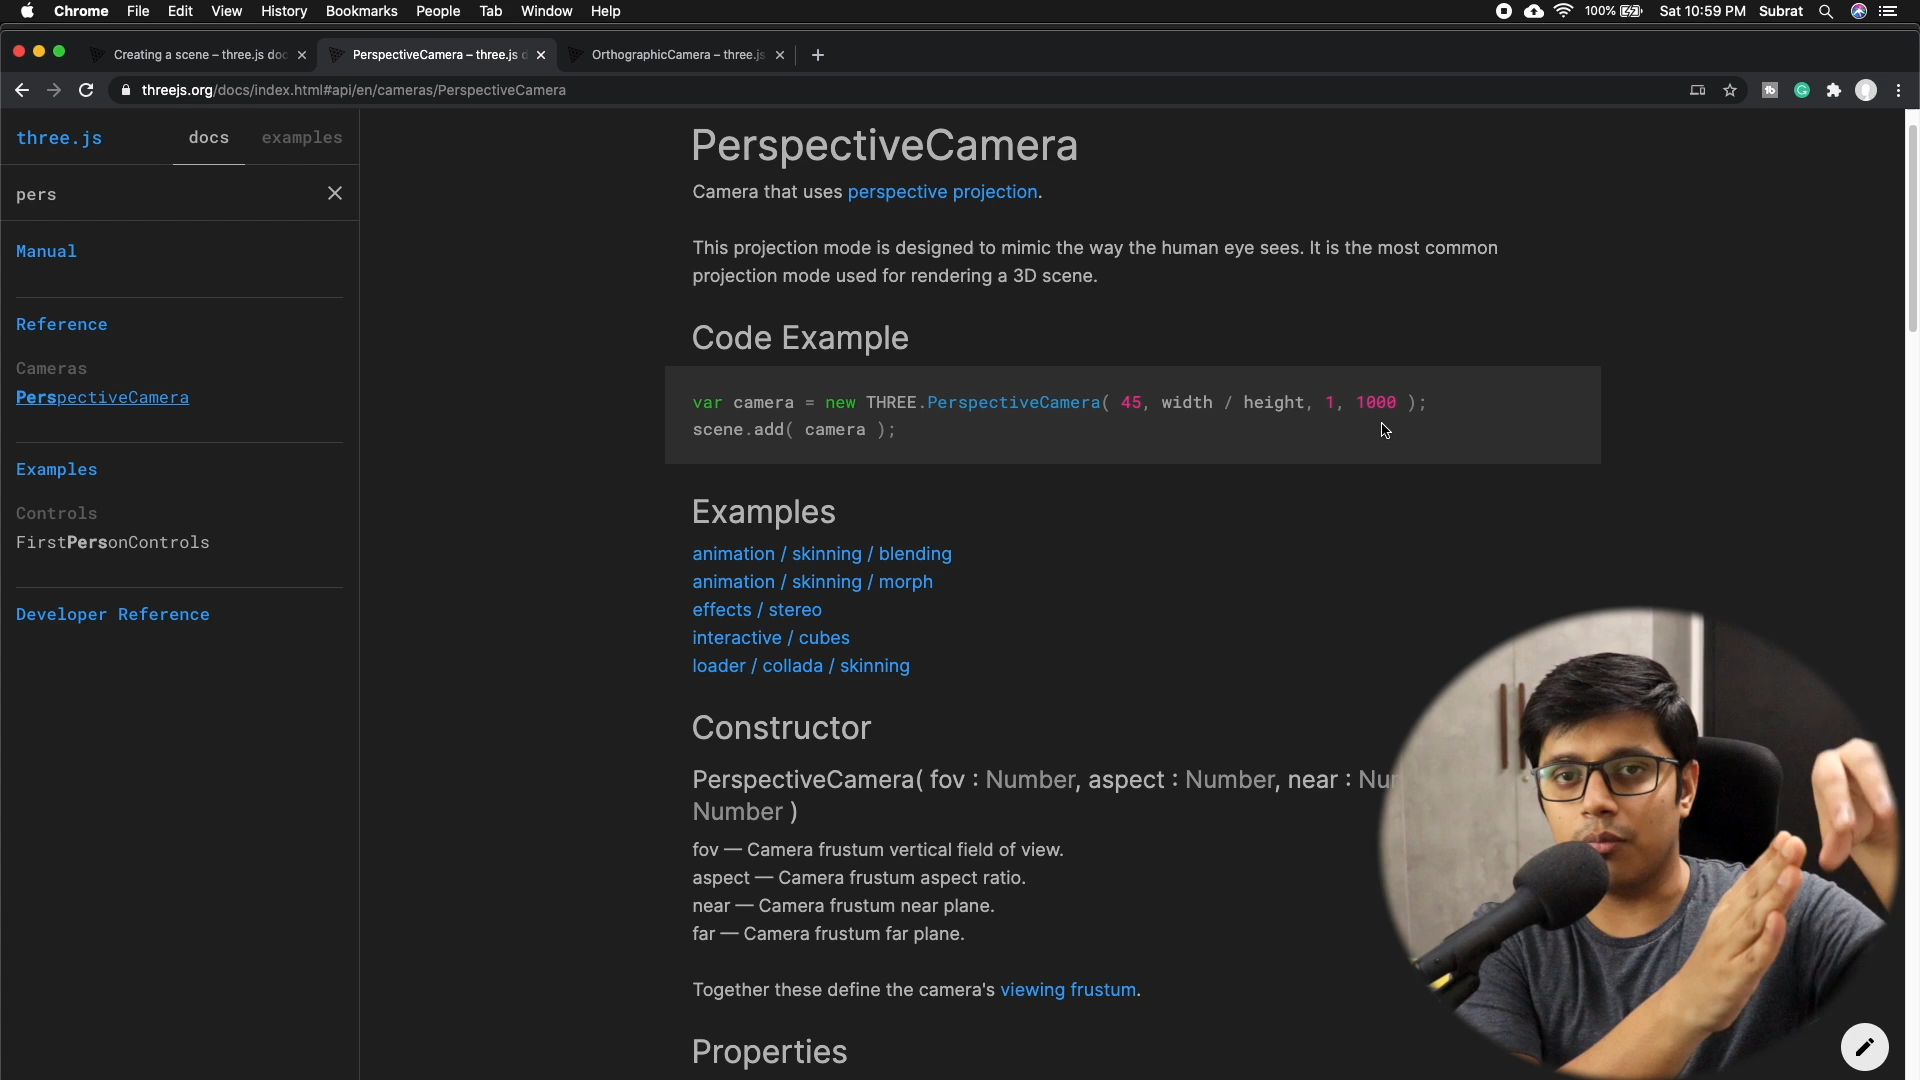 Chrome File Edit View History Bookmarks People Tab Window Help 100% Sat 10:59 PM Subrat
Creating a scene – three.js doc PerspectiveCamera – three.js d OrthographicCamera – three.js
threejs.org/docs/index.html#api/en/cameras/PerspectiveCamera
three.js docs examples
pers
Manual
Reference
Cameras
PerspectiveCamera
Examples
Controls
FirstPersonControls
Developer Reference
PerspectiveCamera
Camera that uses perspective projection.
This projection mode is designed to mimic the way the human eye sees. It is the most common
projection mode used for rendering a 3D scene.
Code Example
var camera = new THREE.PerspectiveCamera( 45, width / height, 1, 1000 );
scene.add( camera );
Examples
animation / skinning / blending
animation / skinning / morph
effects / stereo
interactive / cubes
loader / collada / skinning
Constructor
PerspectiveCamera( fov : Number, aspect : Number, near :
Number )
fov — Camera frustum vertical field of view.
aspect — Camera frustum aspect ratio.
near — Camera frustum near plane.
far — Camera frustum far plane.
Together these define the camera's viewing frustum.
Properties